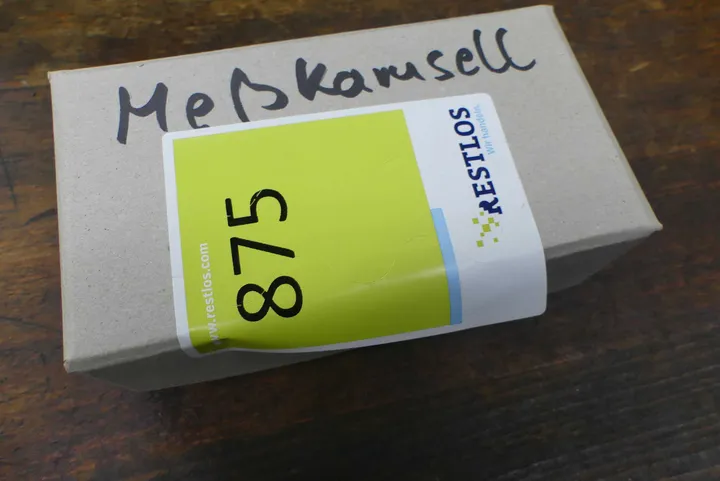 Meßkarusell
875
www.restlos.com
RESTLOS
Wir handeln.